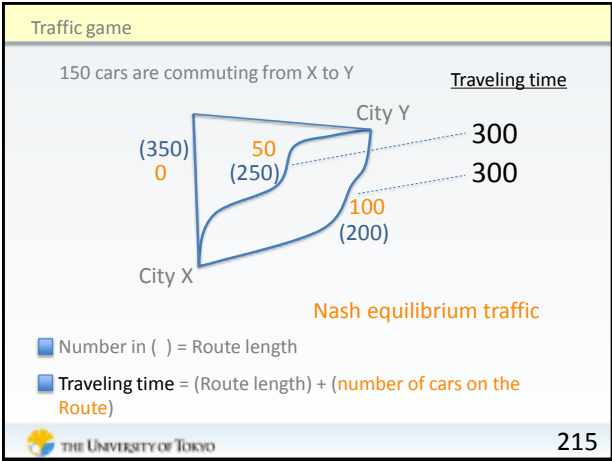 Traffic game
150 cars are commuting from X to Y
Traveling time
City Y
300
(350)
50
0
(250)
300
100
(200)
City X
Nash equilibrium traffic
Number in ( ) = Route length
Traveling time = (Route length) + (number of cars on the
Route)
THE UNIVERSITY OF TOKYO
215